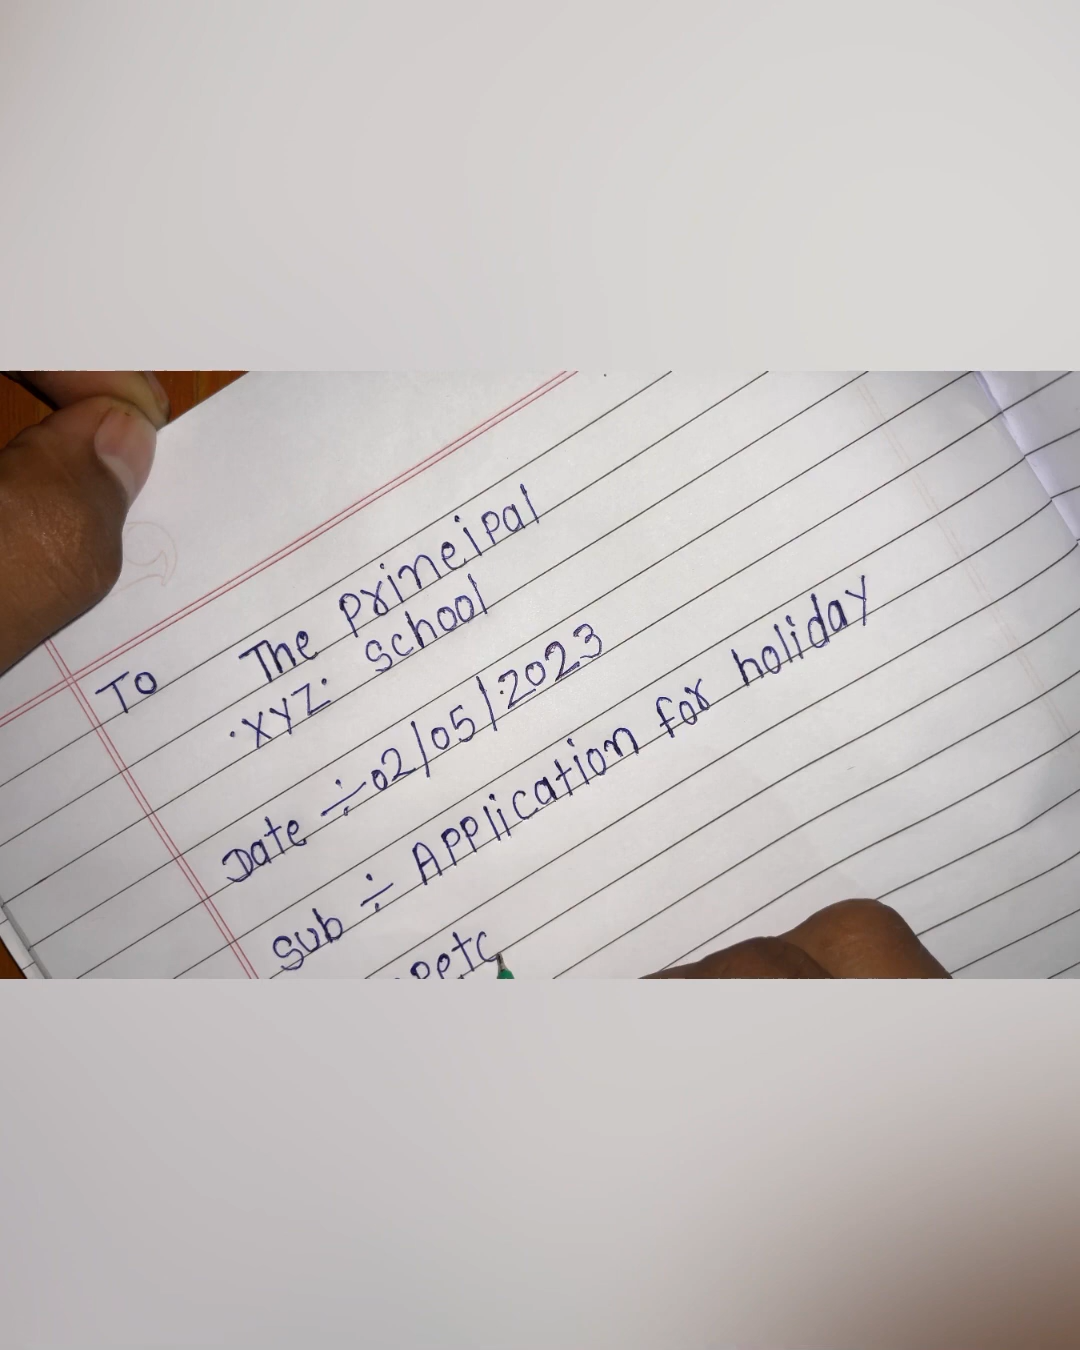 To
The Principal
XYZ School
Date ÷ 02/05/2023
Sub ÷ Application for holiday